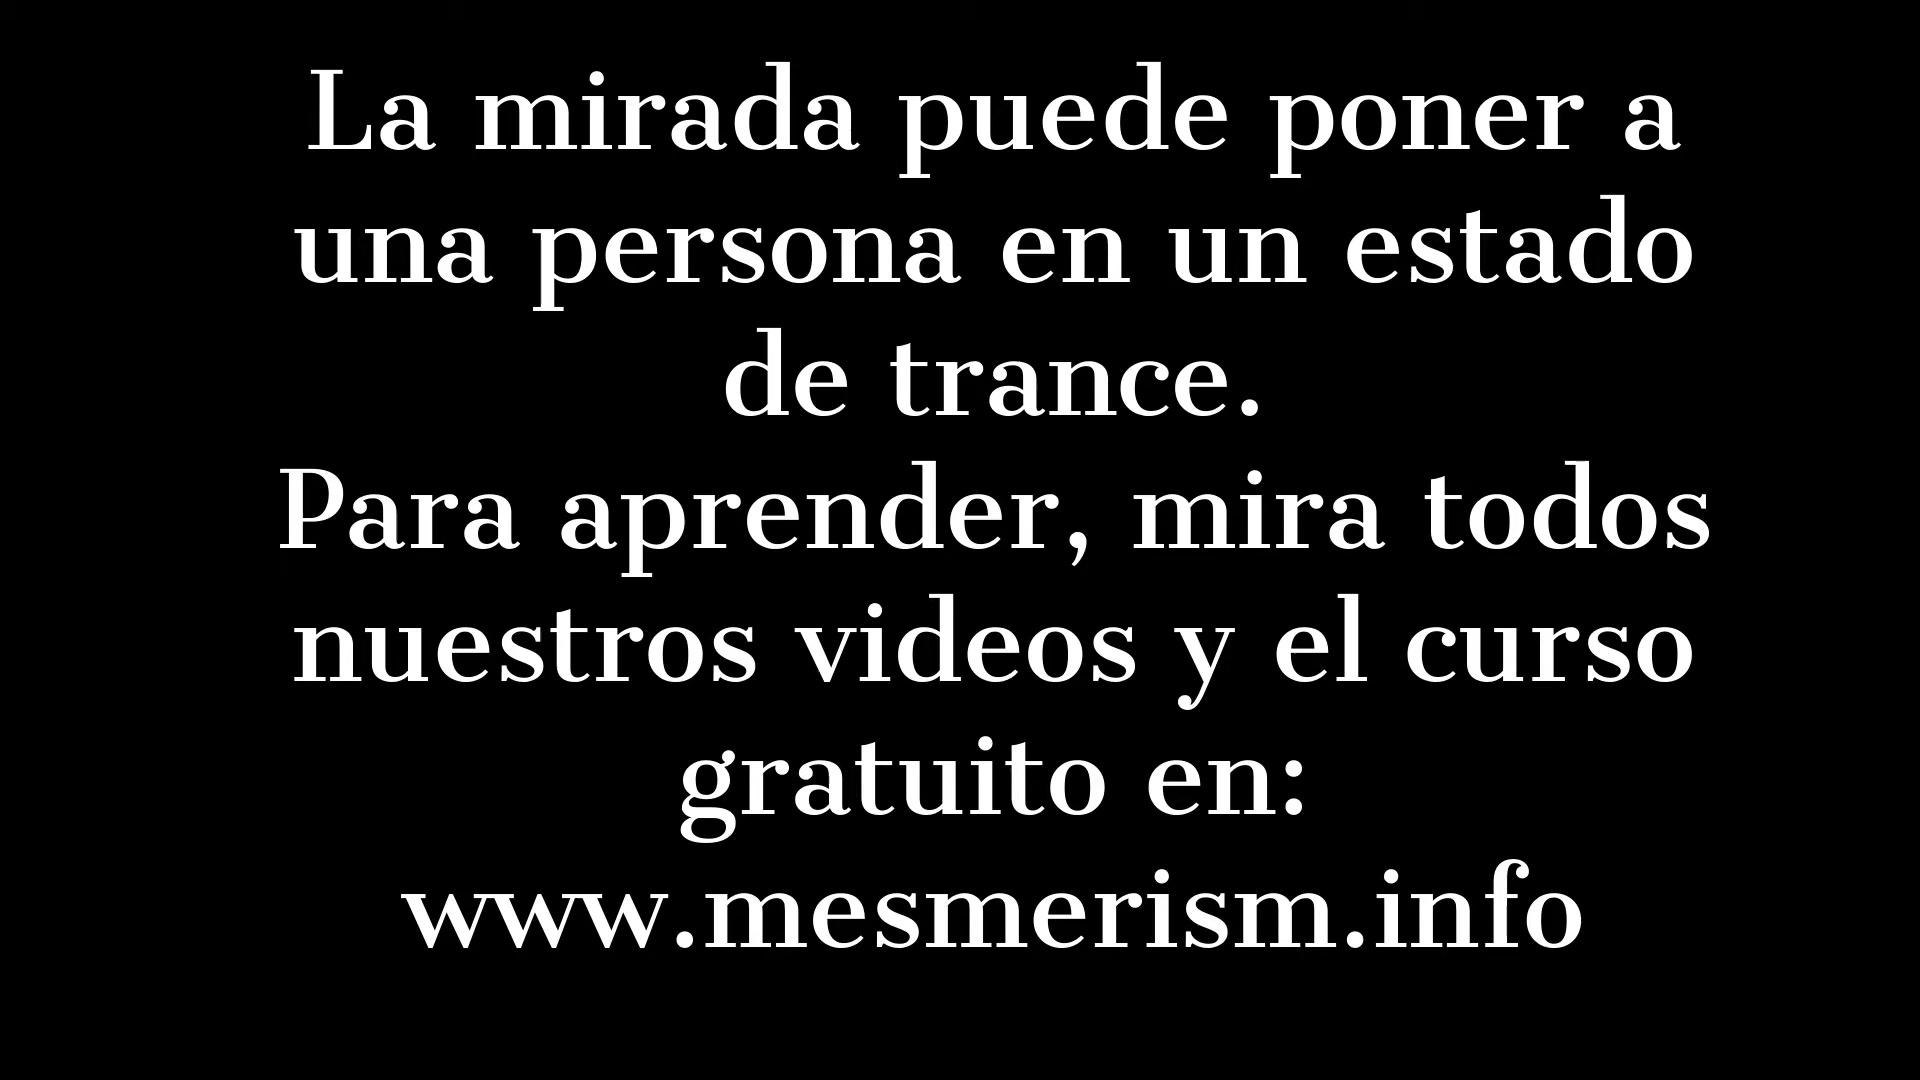 La mirada puede poner a
una persona en un estado
de trance.
Para aprender, mira todos
nuestros videos y el curso
gratuito en:
www.mesmerism.info